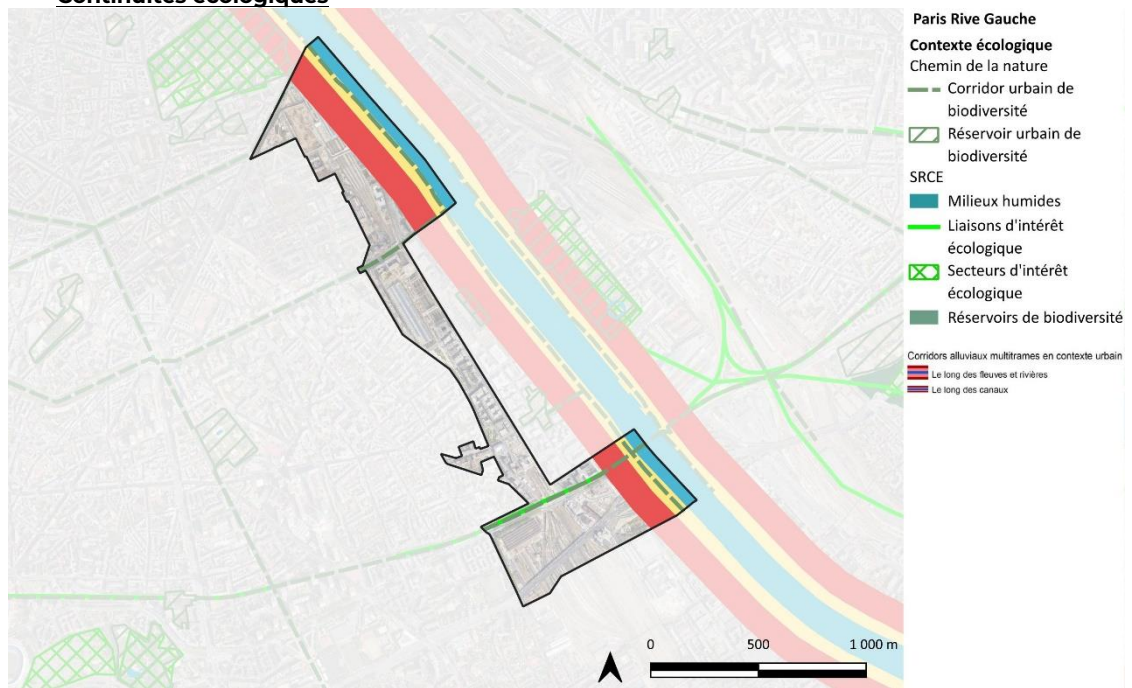 Continuités écologiques
Paris Rive Gauche
Contexte écologique
Chemin de la nature
Corridor urbain de
biodiversité
Réservoir urbain de
biodiversité
SRCE
Milieux humides
Liaisons d'intérêt
écologique
Secteurs d'intérêt
écologique
Réservoirs de biodiversité
Corridors alluviaux multitrames en contexte urbain
Le long des fleuves et rivières
Le long des canaux
0 500 1 000 m